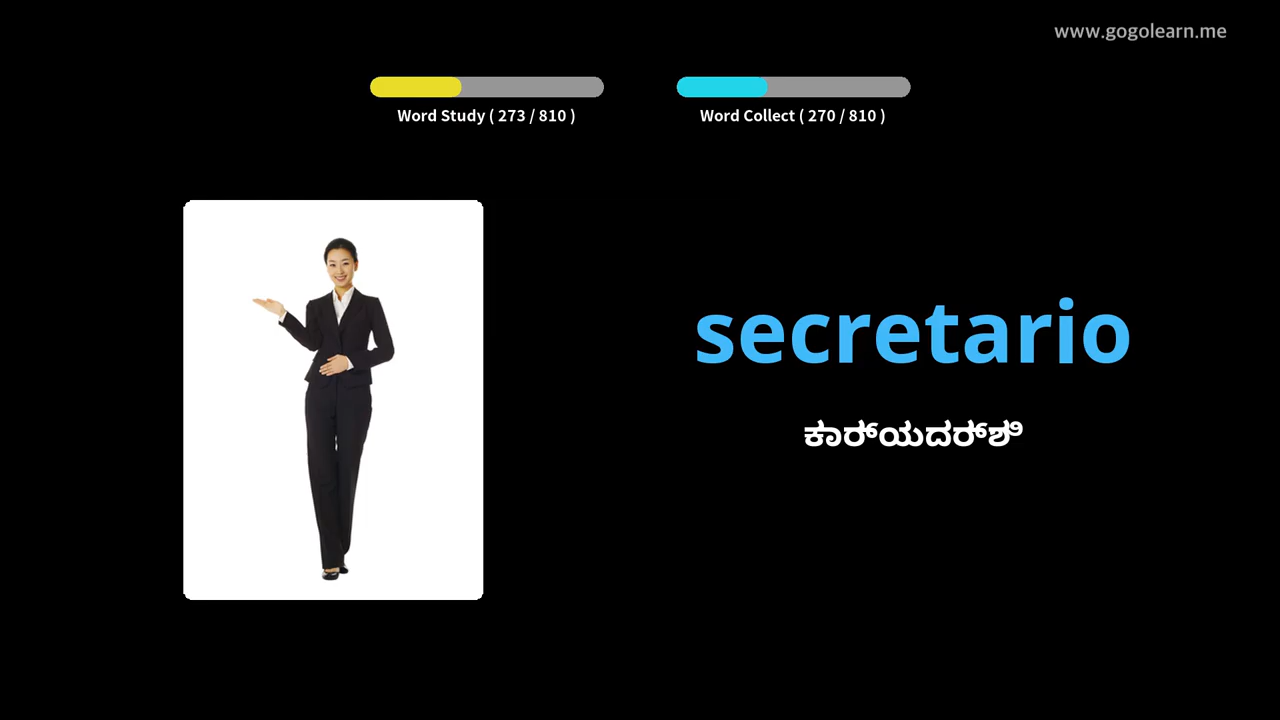 www.gogolearn.me
Word Study ( 273 / 810 )
Word Collect ( 270 / 810 )
secretario
ಕಾರ್ಯದರ್ಶಿ